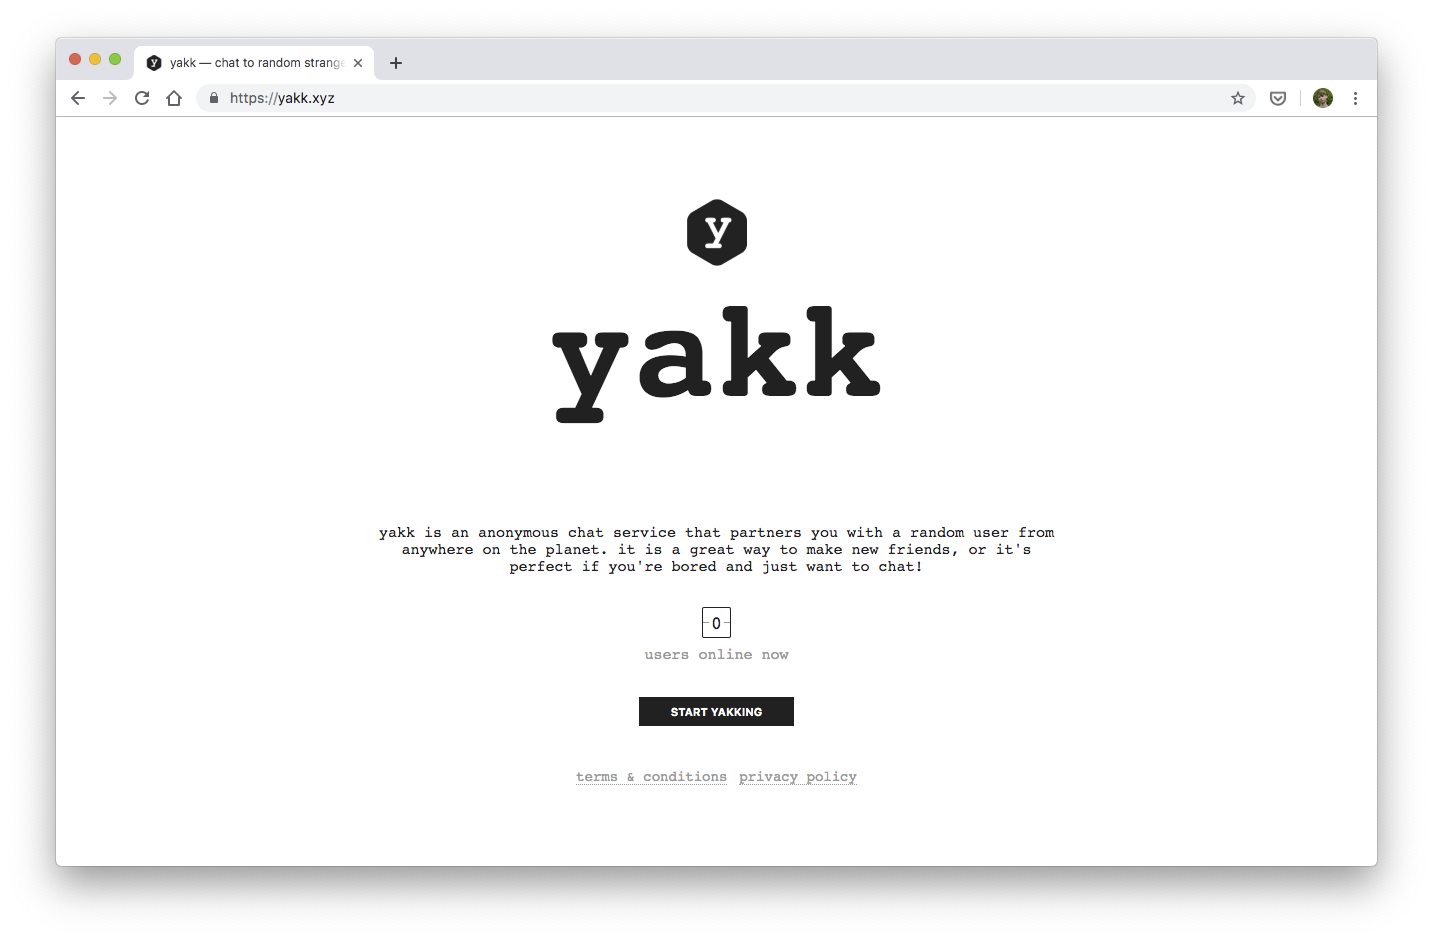 yakk — chat to random strange
https://yakk.xyz
y
yakk
yakk is an anonymous chat service that partners you with a random user from
anywhere on the planet. it is a great way to make new friends, or it's
perfect if you're bored and just want to chat!
0
users online now
START YAKKING
terms & conditions privacy policy